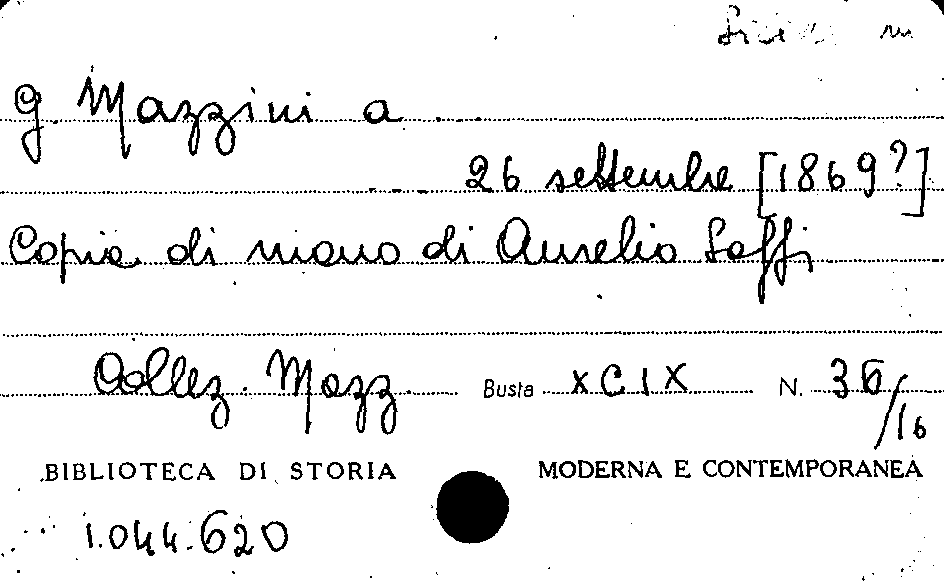 G. Mazzini a ....
.... 26 settembre [1869?]
Copia di mano di Aurelio Saffi
Collez. Mazz. Busta XCIX N. 36/16
BIBLIOTECA DI STORIA MODERNA E CONTEMPORANEA
1.044.620